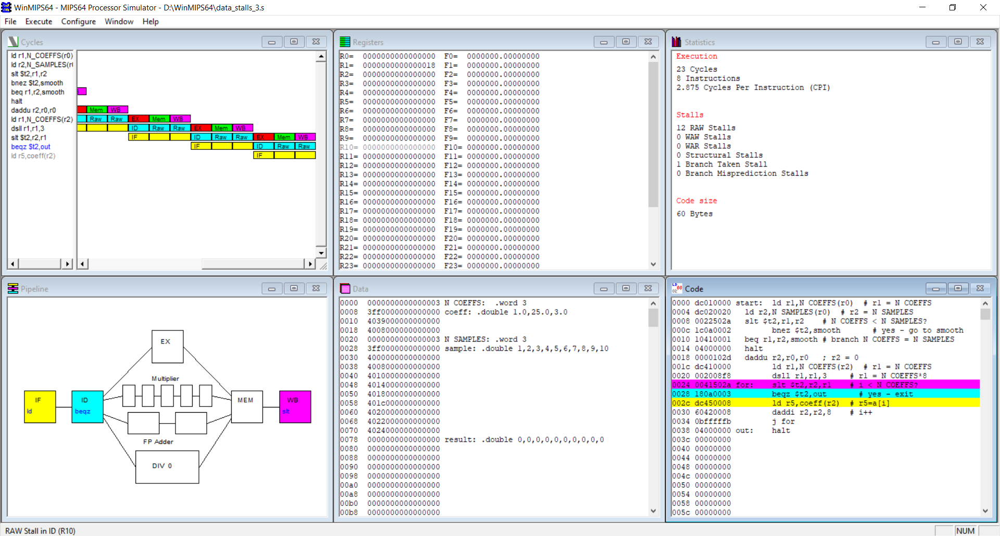 WinMIPS64 - MIPS64 Processor Simulator - D:\WinMIPS64\data_stalls_3.s
File Execute Configure Window Help
Cycles
ld r1,N_COEFFS(r0)
ld r2,N_SAMPLES(r
slt $t2,r1,r2
bnez $t2,smooth
beq r1,r2,smooth
halt
daddu r2,r0,r0
ld r1,N_COEFFS(r2)
dsll r1,r1,3
slt $t2,r2,r1
beqz $t2,out
ld r5,coeff(r2)
Mem WB
Raw Raw EX Mem WB
ID Raw Raw EX Mem WB
IF ID Raw Raw EX Mem WB
IF ID Raw Raw
IF
Registers
R0= 0000000000000000 F0= 0000000.00000000
R1= 0000000000000018 F1= 0000000.00000000
R2= 0000000000000000 F2= 0000000.00000000
R3= 0000000000000000 F3= 0000000.00000000
R4= 0000000000000000 F4= 0000000.00000000
R5= 0000000000000000 F5= 0000000.00000000
R6= 0000000000000000 F6= 0000000.00000000
R7= 0000000000000000 F7= 0000000.00000000
R8= 0000000000000000 F8= 0000000.00000000
R9= 0000000000000000 F9= 0000000.00000000
R10= 0000000000000000 F10= 0000000.00000000
R11= 0000000000000000 F11= 0000000.00000000
R12= 0000000000000000 F12= 0000000.00000000
R13= 0000000000000000 F13= 0000000.00000000
R14= 0000000000000000 F14= 0000000.00000000
R15= 0000000000000000 F15= 0000000.00000000
R16= 0000000000000000 F16= 0000000.00000000
R17= 0000000000000000 F17= 0000000.00000000
R18= 0000000000000000 F18= 0000000.00000000
R19= 0000000000000000 F19= 0000000.00000000
R20= 0000000000000000 F20= 0000000.00000000
R21= 0000000000000000 F21= 0000000.00000000
R22= 0000000000000000 F22= 0000000.00000000
R23= 0000000000000000 F23= 0000000.00000000
Statistics
Execution
23 Cycles
8 Instructions
2.875 Cycles Per Instruction (CPI)
Stalls
12 RAW Stalls
0 WAW Stalls
0 WAR Stalls
0 Structural Stalls
1 Branch Taken Stall
0 Branch Misprediction Stalls
Code size
60 Bytes
Pipeline
EX
Multiplier
IF
ld
ID
beqz
MEM
WB
slt
FP Adder
DIV 0
Data
0000 0000000000000003 N COEFFS: .word 3
0008 3ff0000000000000 coeff: .double 1.0,25.0,3.0
0010 4039000000000000
0018 4008000000000000
0020 0000000000000003 N SAMPLES: .word 3
0028 3ff0000000000000 sample: .double 1,2,3,4,5,6,7,8,9,10
0030 4000000000000000
0038 4008000000000000
0040 4010000000000000
0048 4014000000000000
0050 4018000000000000
0058 401c000000000000
0060 4020000000000000
0068 4022000000000000
0070 4024000000000000
0078 0000000000000000 result: .double 0,0,0,0,0,0,0,0,0,0
0080 0000000000000000
0088 0000000000000000
0090 0000000000000000
0098 0000000000000000
00a0 0000000000000000
00a8 0000000000000000
00b0 0000000000000000
00b8 0000000000000000
Code
0000 dc010000 start: ld r1,N COEFFS(r0) # r1 = N COEFFS
0004 dc020020 ld r2,N SAMPLES(r0) # r2 = N SAMPLES
0008 0022502a slt $t2,r1,r2 # N COEFFS < N SAMPLES?
000c 1c0a0002 bnez $t2,smooth # yes - go to smooth
0010 10410001 beq r1,r2,smooth # branch N COEFFS = N SAMPLES
0014 04000000 halt
0018 0000102d daddu r2,r0,r0 ; r2 = 0
001c dc410000 ld r1,N COEFFS(r2) # r1 = N COEFFS
0020 002008f8 dsll r1,r1,3 # r1 = N COEFFS*8
0024 0041502a for: slt $t2,r2,r1 # i < N COEFFS?
0028 180a0003 beqz $t2,out # yes - exit
002c dc450008 ld r5,coeff(r2) # r5=a[i]
0030 60420008 daddi r2,r2,8 # i++
0034 0bfffffb j for
0038 04000000 out: halt
003c 00000000
0040 00000000
0044 00000000
0048 00000000
004c 00000000
0050 00000000
0054 00000000
0058 00000000
005c 00000000
RAW Stall in ID (R10)
NUM